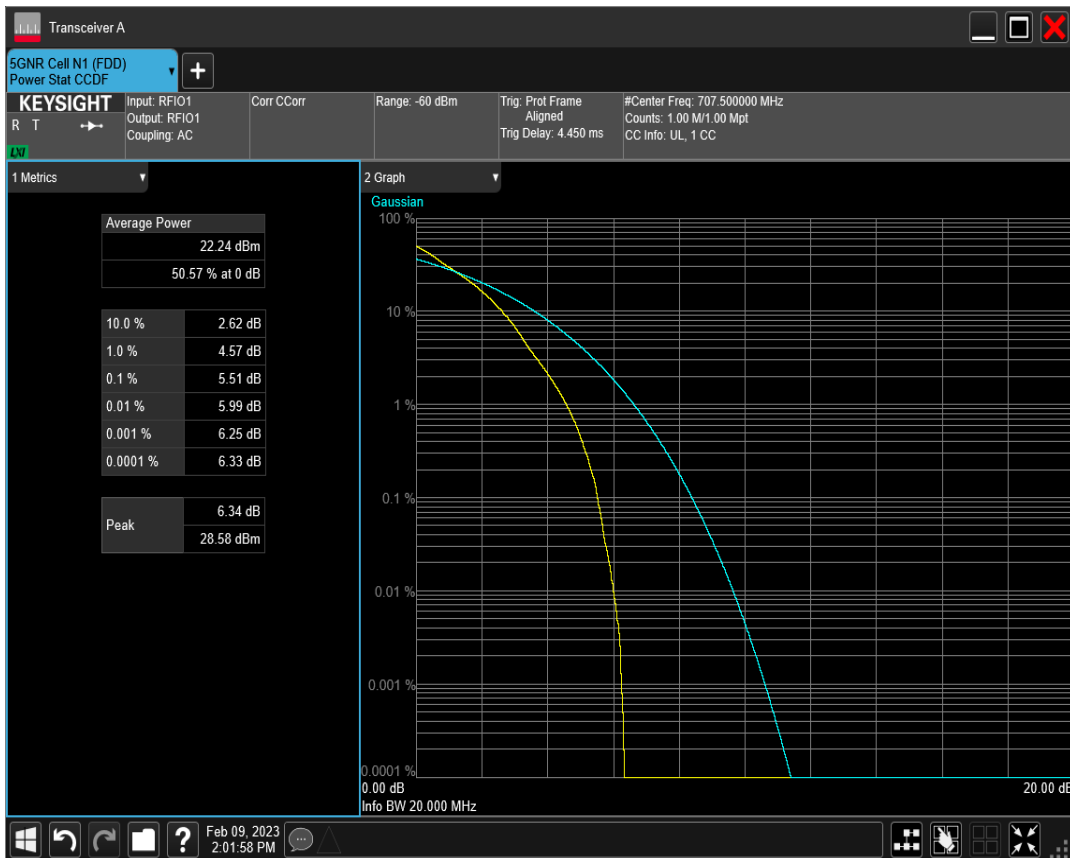 Transceiver A
5GNR Cell N1 (FDD)
Power Stat CCDF
KEYSIGHT
R T
LXI
Input: RFIO1
Output: RFIO1
Coupling: AC
Corr CCorr
Range: -60 dBm
Trig: Prot Frame
Aligned
Trig Delay: 4.450 ms
#Center Freq: 707.500000 MHz
Counts: 1.00 M/1.00 Mpt
CC Info: UL, 1 CC
1 Metrics
Average Power
22.24 dBm
50.57 % at 0 dB
10.0 % 2.62 dB
1.0 % 4.57 dB
0.1 % 5.51 dB
0.01 % 5.99 dB
0.001 % 6.25 dB
0.0001 % 6.33 dB
Peak 6.34 dB
28.58 dBm
2 Graph
Gaussian
100 %
10 %
1 %
0.1 %
0.01 %
0.001 %
0.0001 %
0.00 dB 20.00 dB
Info BW 20.000 MHz
?
Feb 09, 2023
2:01:58 PM